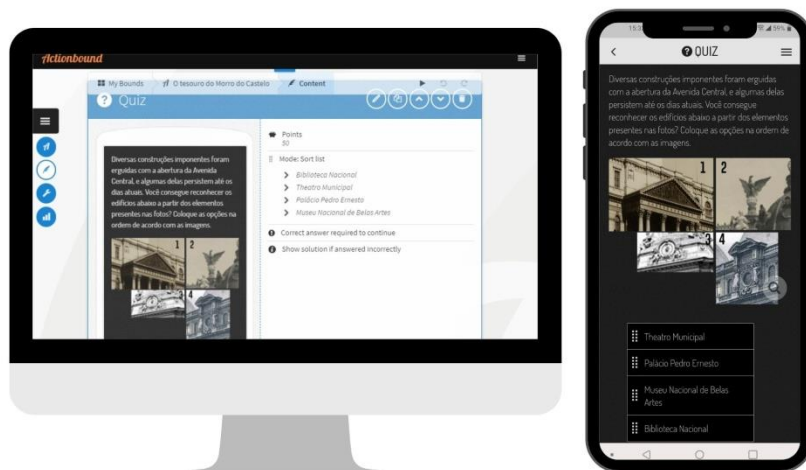 Actionbound
My Bounds
O tesouro do Morro do Castelo
Content
Quiz
Diversas construções imponentes foram
erguidas com a abertura da Avenida
Central, e algumas delas persistem até os
dias atuais. Você consegue reconhecer os
edifícios abaixo a partir dos elementos
presentes nas fotos? Coloque as opções na
ordem de acordo com as imagens.
1 2
3 4
Points
50
Mode: Sort list
Biblioteca Nacional
Theatro Municipal
Palácio Pedro Ernesto
Museu Nacional de Belas Artes
Correct answer required to continue
Show solution if answered incorrectly
59%
QUIZ
Diversas construções imponentes foram erguidas
com a abertura da Avenida Central, e algumas delas
persistem até os dias atuais. Você consegue
reconhecer os edifícios abaixo a partir dos elementos
presentes nas fotos? Coloque as opções na ordem de
acordo com as imagens.
1 2
3 4
Theatro Municipal
Palácio Pedro Ernesto
Museu Nacional de Belas
Artes
Biblioteca Nacional